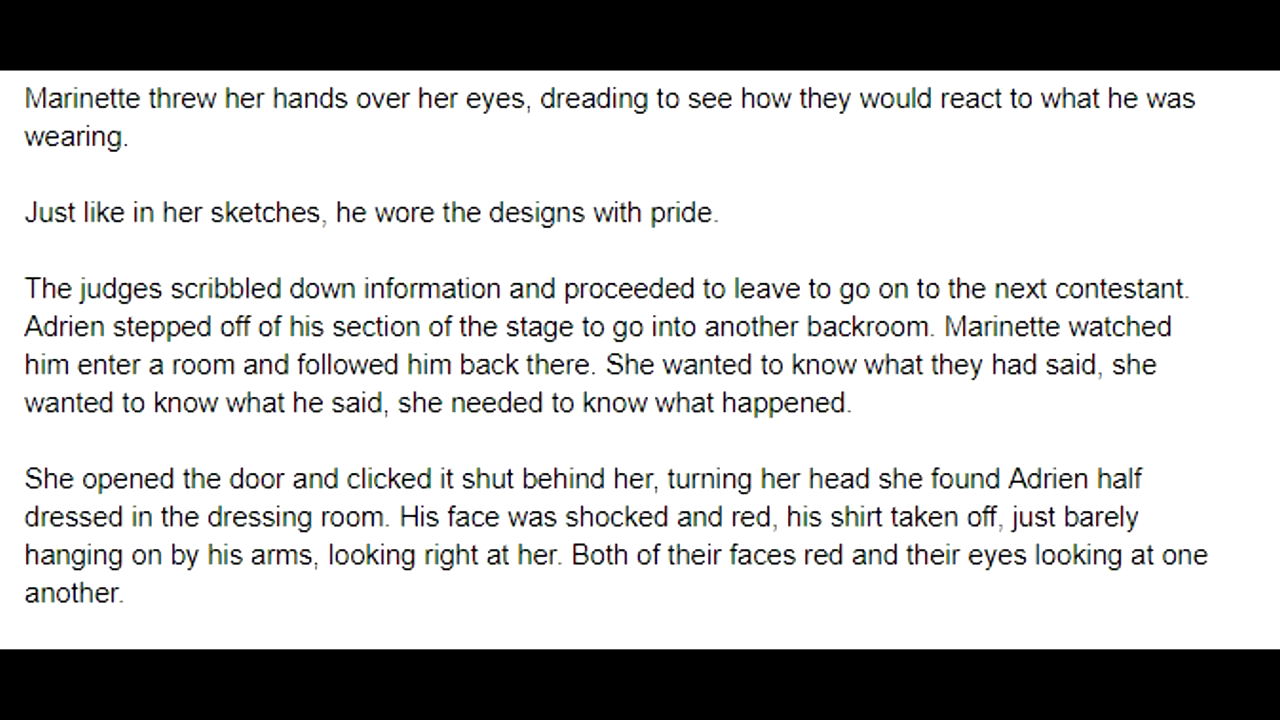 Marinette threw her hands over her eyes, dreading to see how they would react to what he was
wearing.
Just like in her sketches, he wore the designs with pride.
The judges scribbled down information and proceeded to leave to go on to the next contestant.
Adrien stepped off of his section of the stage to go into another backroom. Marinette watched
him enter a room and followed him back there. She wanted to know what they had said, she
wanted to know what he said, she needed to know what happened.
She opened the door and clicked it shut behind her, turning her head she found Adrien half
dressed in the dressing room. His face was shocked and red, his shirt taken off, just barely
hanging on by his arms, looking right at her. Both of their faces red and their eyes looking at one
another.